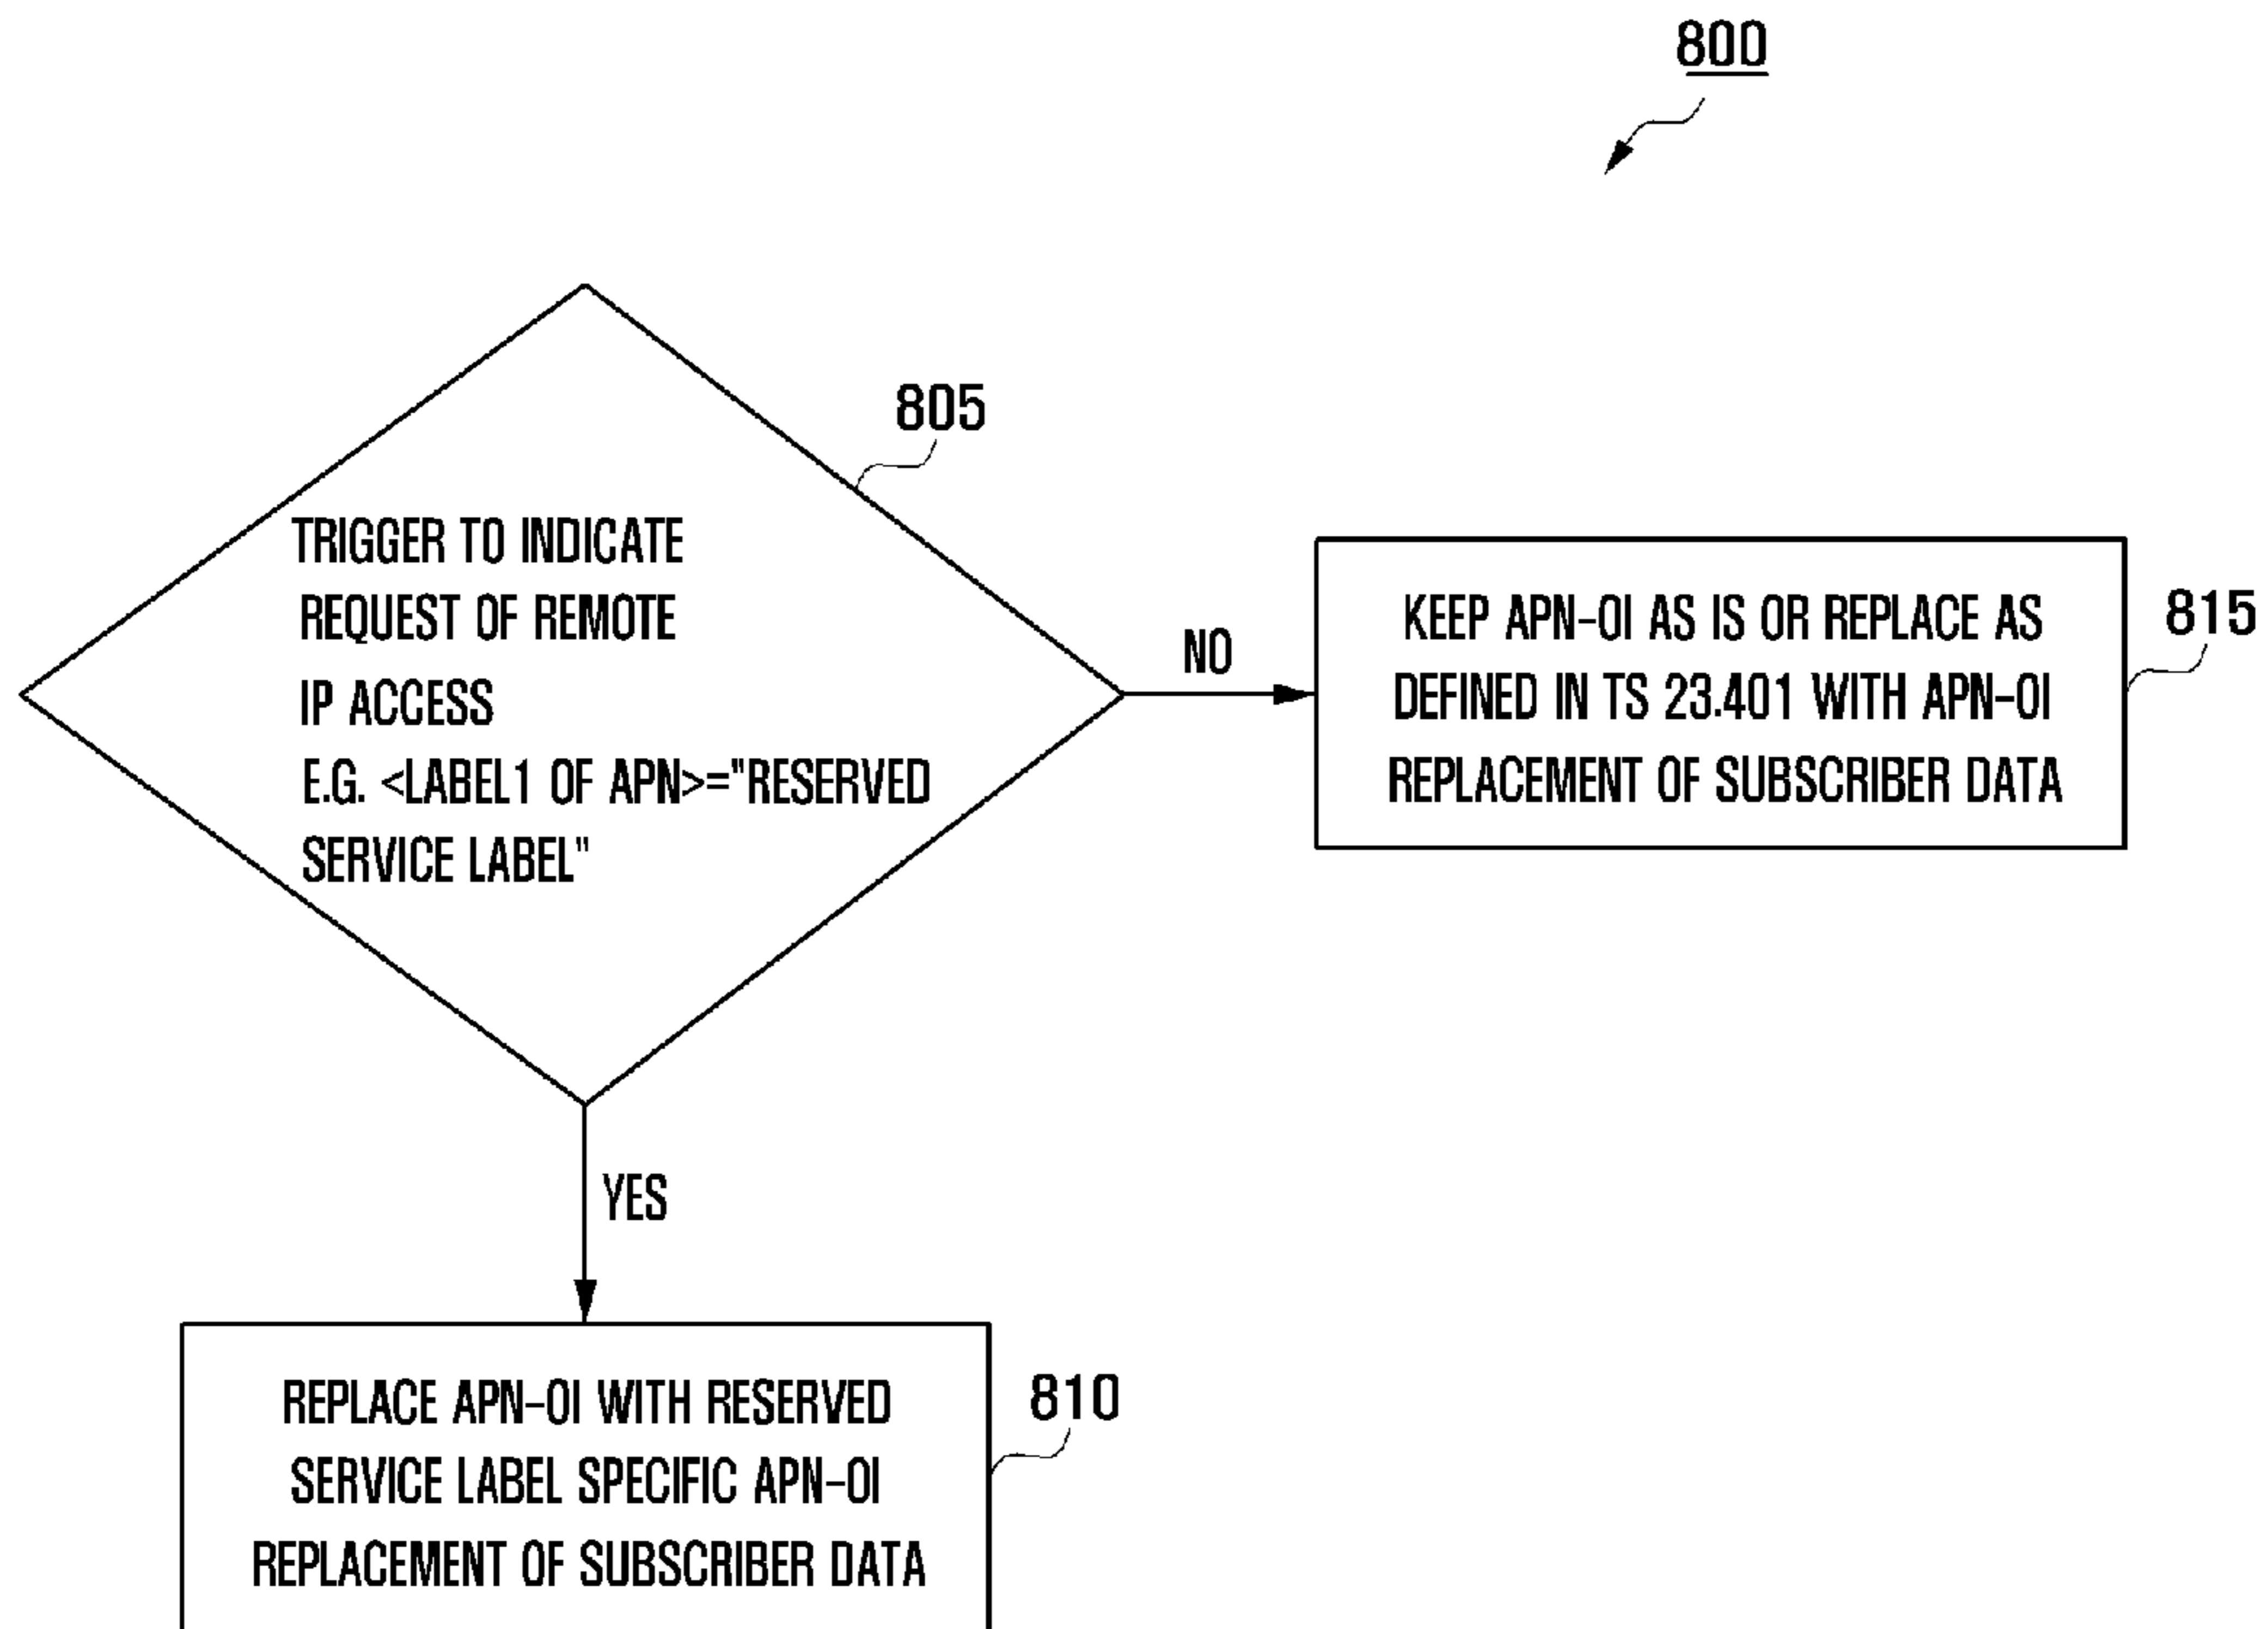 800
805
TRIGGER TO INDICATE
REQUEST OF REMOTE
IP ACCESS
E.G. <LABEL1 OF APN>="RESERVED
SERVICE LABEL"
NO
KEEP APN-OI AS IS OR REPLACE AS
DEFINED IN TS 23.401 WITH APN-OI
REPLACEMENT OF SUBSCRIBER DATA
815
YES
REPLACE APN-OI WITH RESERVED
SERVICE LABEL SPECIFIC APN-OI
REPLACEMENT OF SUBSCRIBER DATA
810